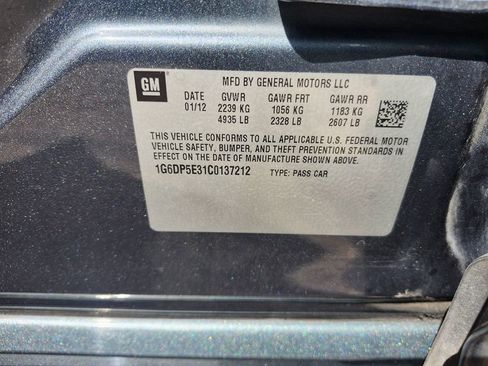 GM
MFD BY GENERAL MOTORS LLC
DATE GVWR GAWR FRT GAWR RR
01/12 2239 KG 1056 KG 1183 KG
4935 LB 2328 LB 2607 LB
THIS VEHICLE CONFORMS TO ALL APPLICABLE U.S. FEDERAL MOTOR
VEHICLE SAFETY, BUMPER, AND THEFT PREVENTION STANDARDS IN
EFFECT ON THE DATE OF MANUFACTURE SHOWN ABOVE.
1G6DP5E31C0137212
TYPE: PASS CAR